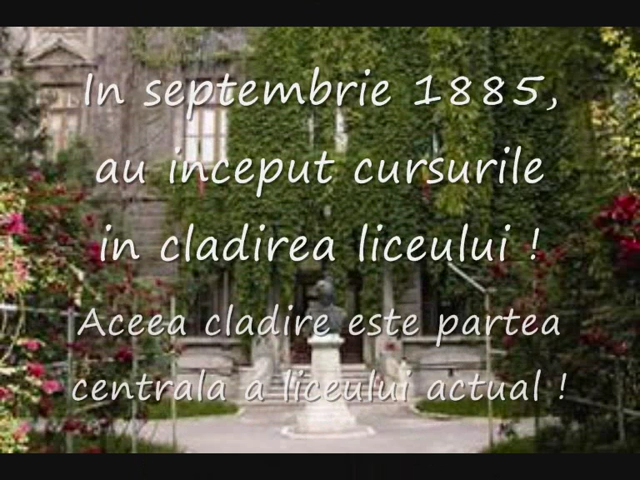 In septembrie 1885,
au inceput cursurile
in cladirea liceului !
Aceea cladire este partea
centrala a liceului actual !